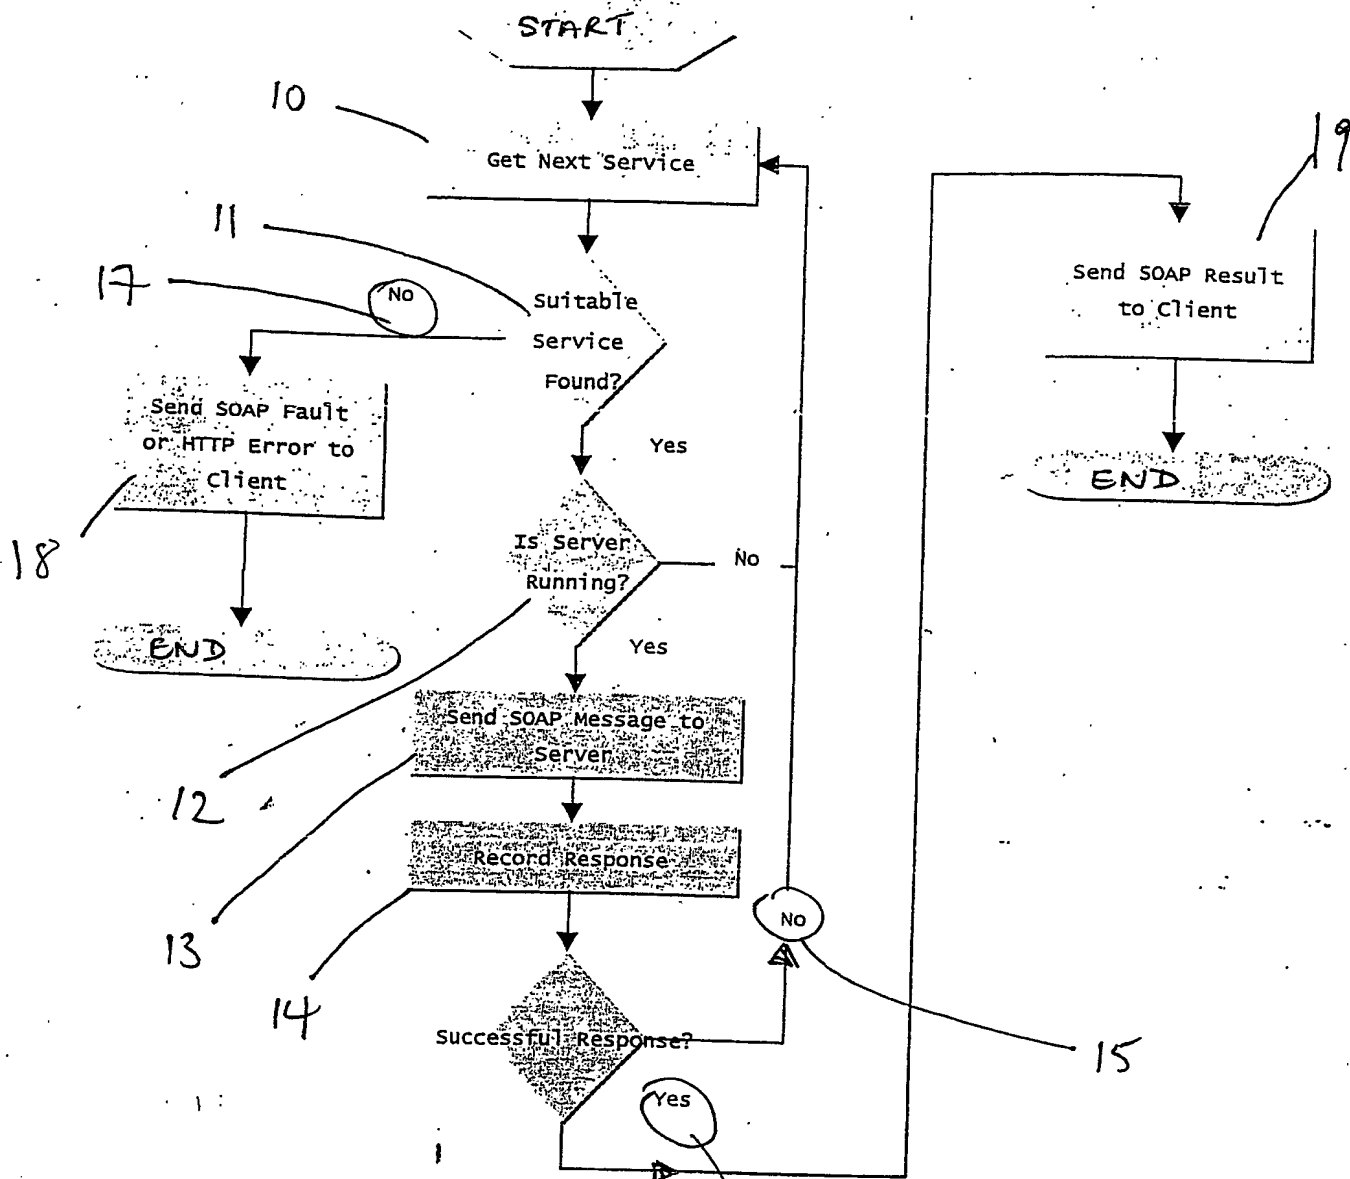 START
10
Get Next Service
19
11
Send SOAP Result
to Client
17
No
Suitable
Service
Found?
Send SOAP Fault
or HTTP Error to
Client
Yes
END
18
Is Server
Running?
No
END
Yes
Send SOAP Message to
Server
12
Record Response
13
No
14
Successful Response?
15
Yes